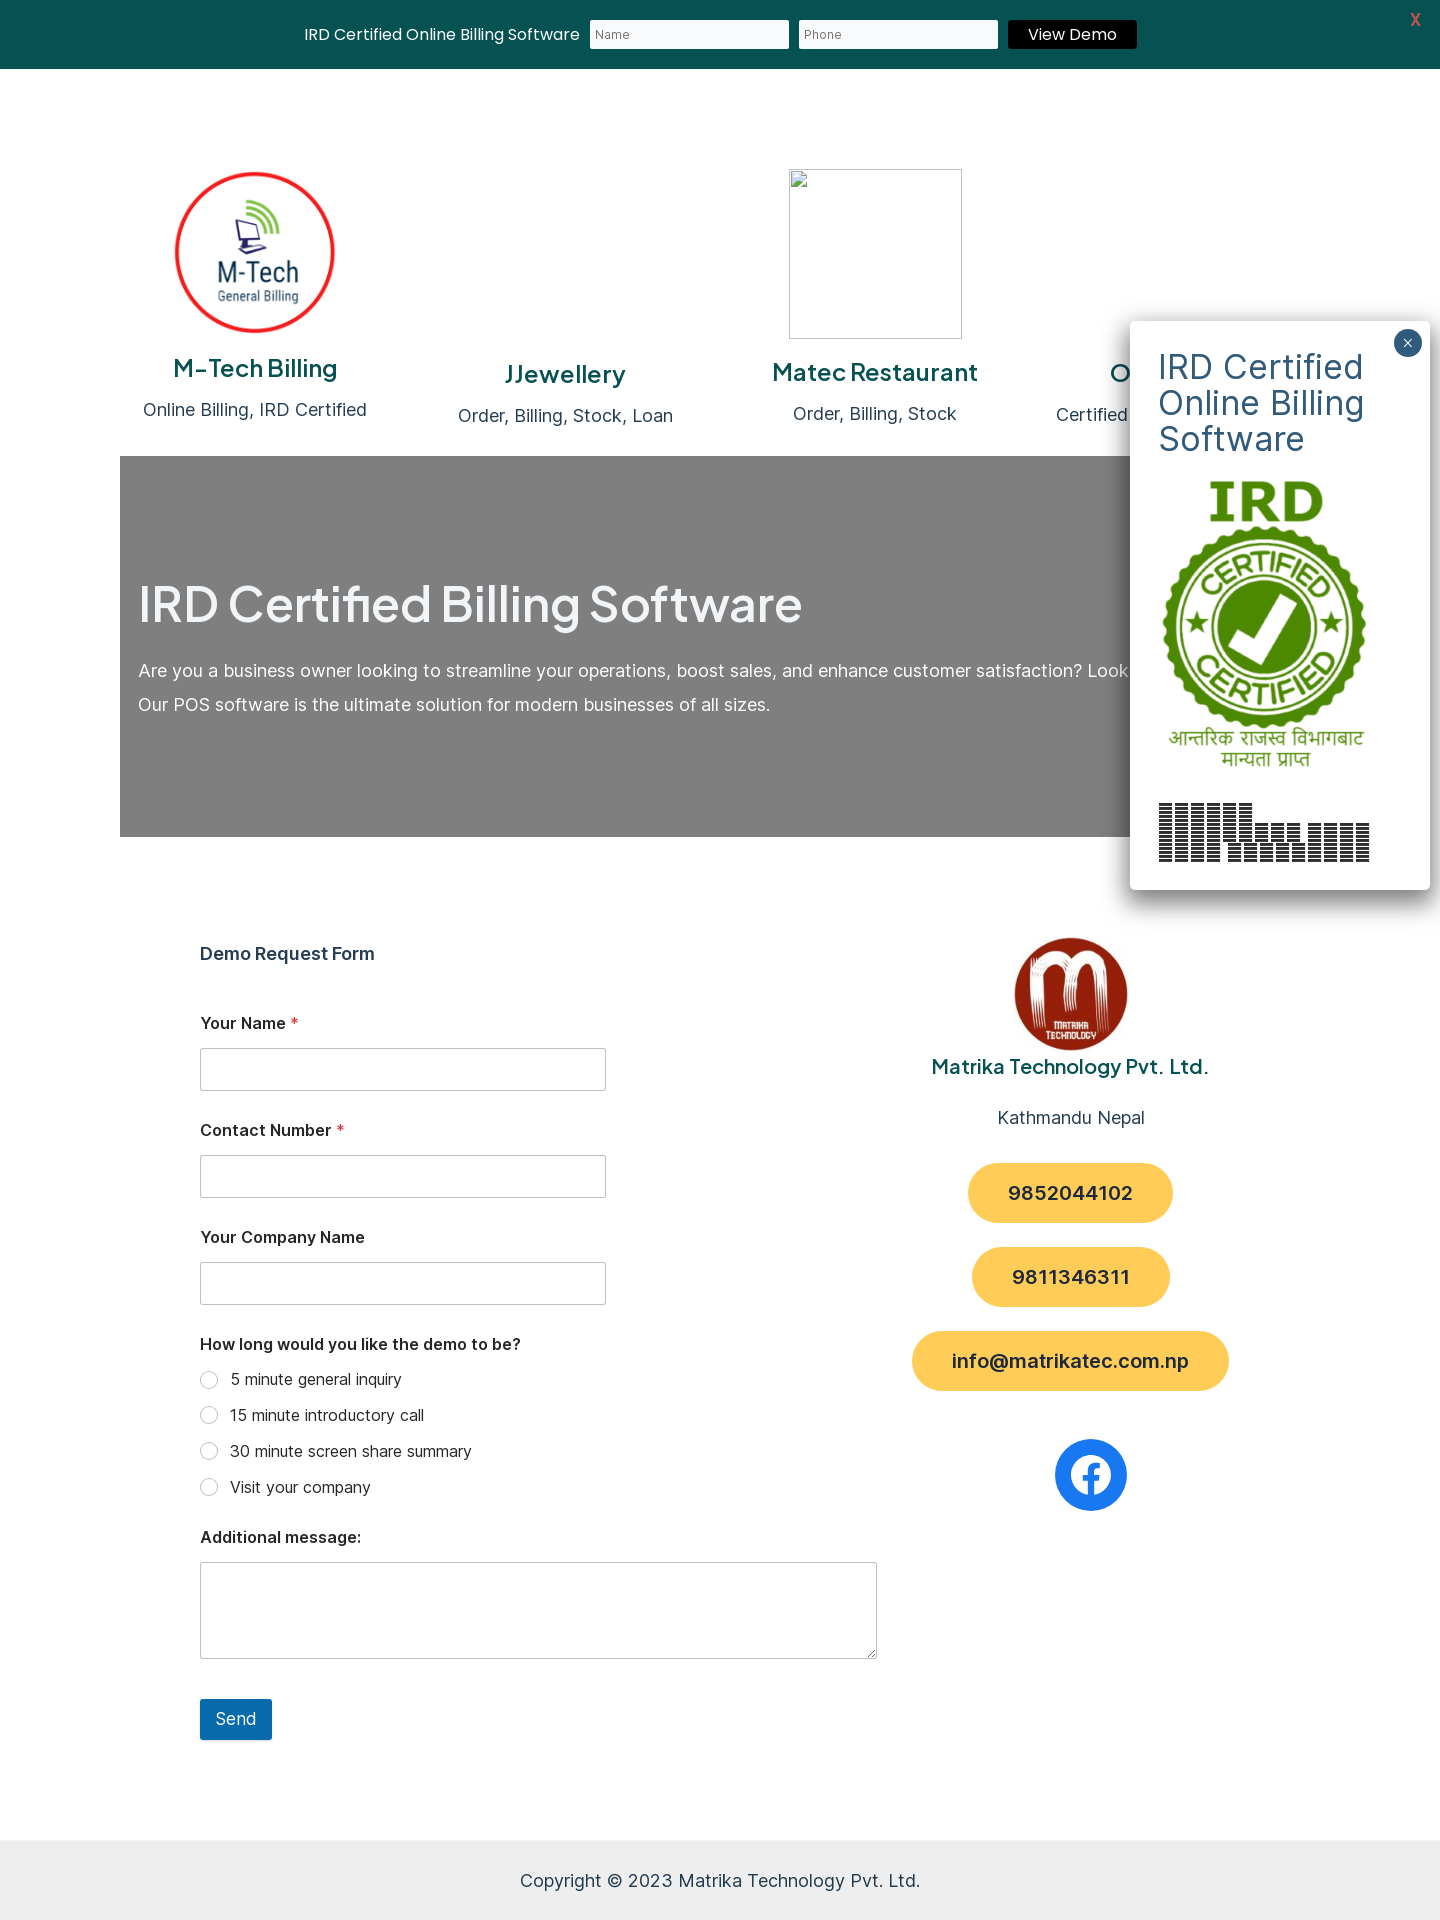 IRD Certified Online Billing Software
Name
Phone
View Demo
X
M-Tech
General Billing
M-Tech Billing
Online Billing, IRD Certified
JJewellery
Order, Billing, Stock, Loan
Matec Restaurant
Order, Billing, Stock
Certified
×
IRD Certified
Online Billing
Software
IRD
CERTIFIED
CERTIFIED
आन्तरिक राजस्व विभागबाट
मान्यता प्राप्त
IRD Certified Billing Software
Are you a business owner looking to streamline your operations, boost sales, and enhance customer satisfaction? Look
Our POS software is the ultimate solution for modern businesses of all sizes.
Demo Request Form
Your Name *
Contact Number *
Your Company Name
How long would you like the demo to be?
5 minute general inquiry
15 minute introductory call
30 minute screen share summary
Visit your company
Additional message:
Send
MATRIKA
TECHNOLOGY
Matrika Technology Pvt. Ltd.
Kathmandu Nepal
9852044102
9811346311
info@matrikatec.com.np
Copyright © 2023 Matrika Technology Pvt. Ltd.